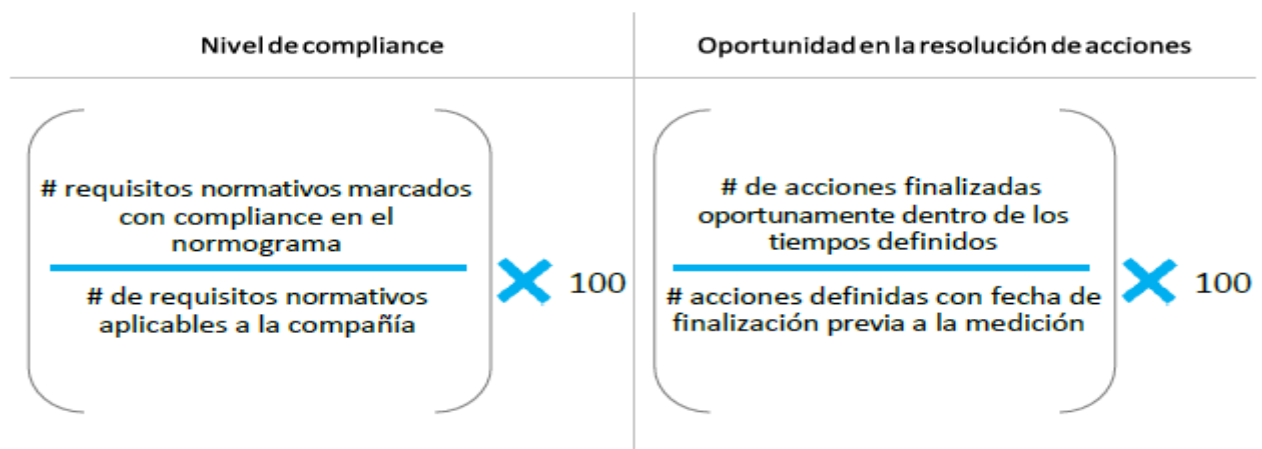 Nivel de compliance
Oportunidad en la resolución de acciones
# requisitos normativos marcados
con compliance en el
normograma
# de requisitos normativos
aplicables a la compañía
100
# de acciones finalizadas
oportunamente dentro de los
tiempos definidos
# acciones definidas con fecha de
finalización previa a la medición
100